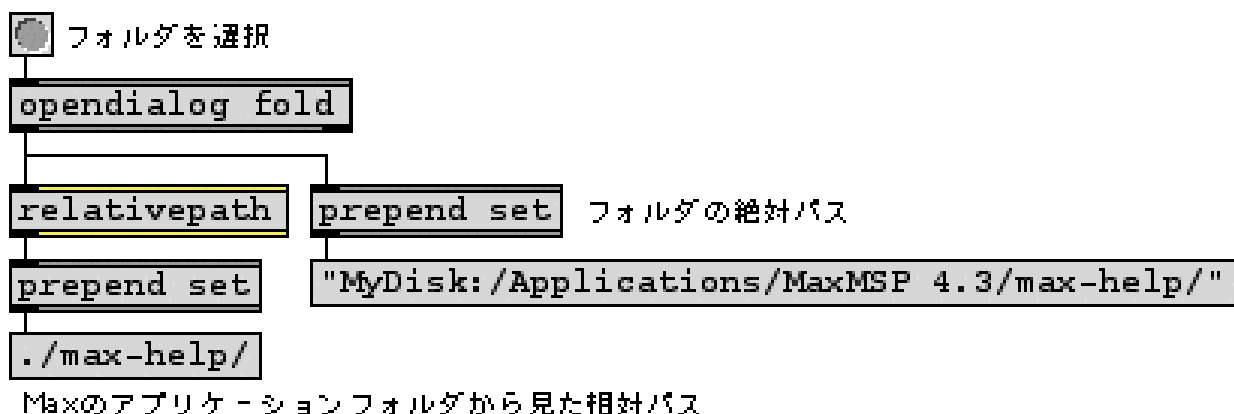 フォルダを選択
opendialog fold
relativepath prepend set フォルダの絶対パス
prepend set "MyDisk:/Applications/MaxMSP 4.3/max-help/"
./max-help/
Maxのアプリケーションフォルダから見た相対パス